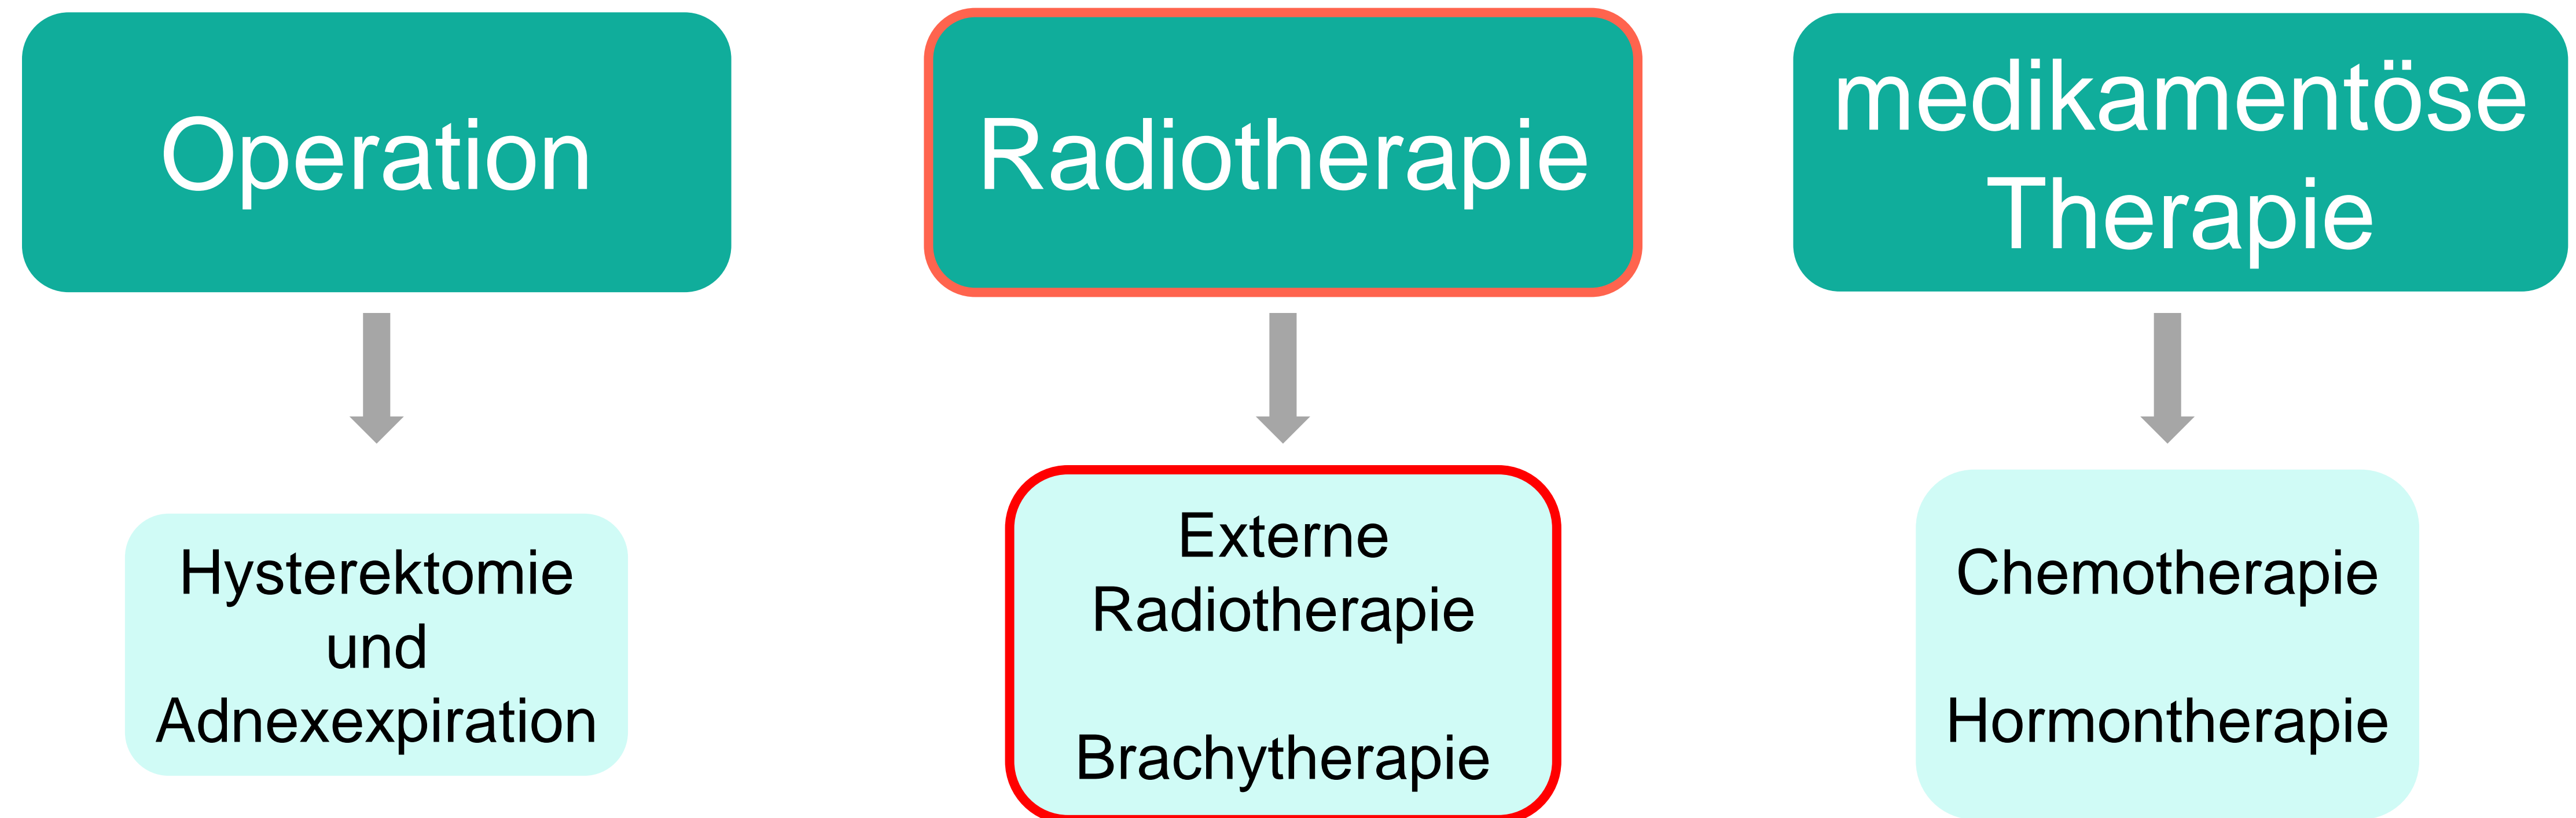 Operation
Hysterektomie
und
Adnexexpiration
Radiotherapie
Externe
Radiotherapie
Brachytherapie
medikamentöse
Therapie
Chemotherapie
Hormontherapie